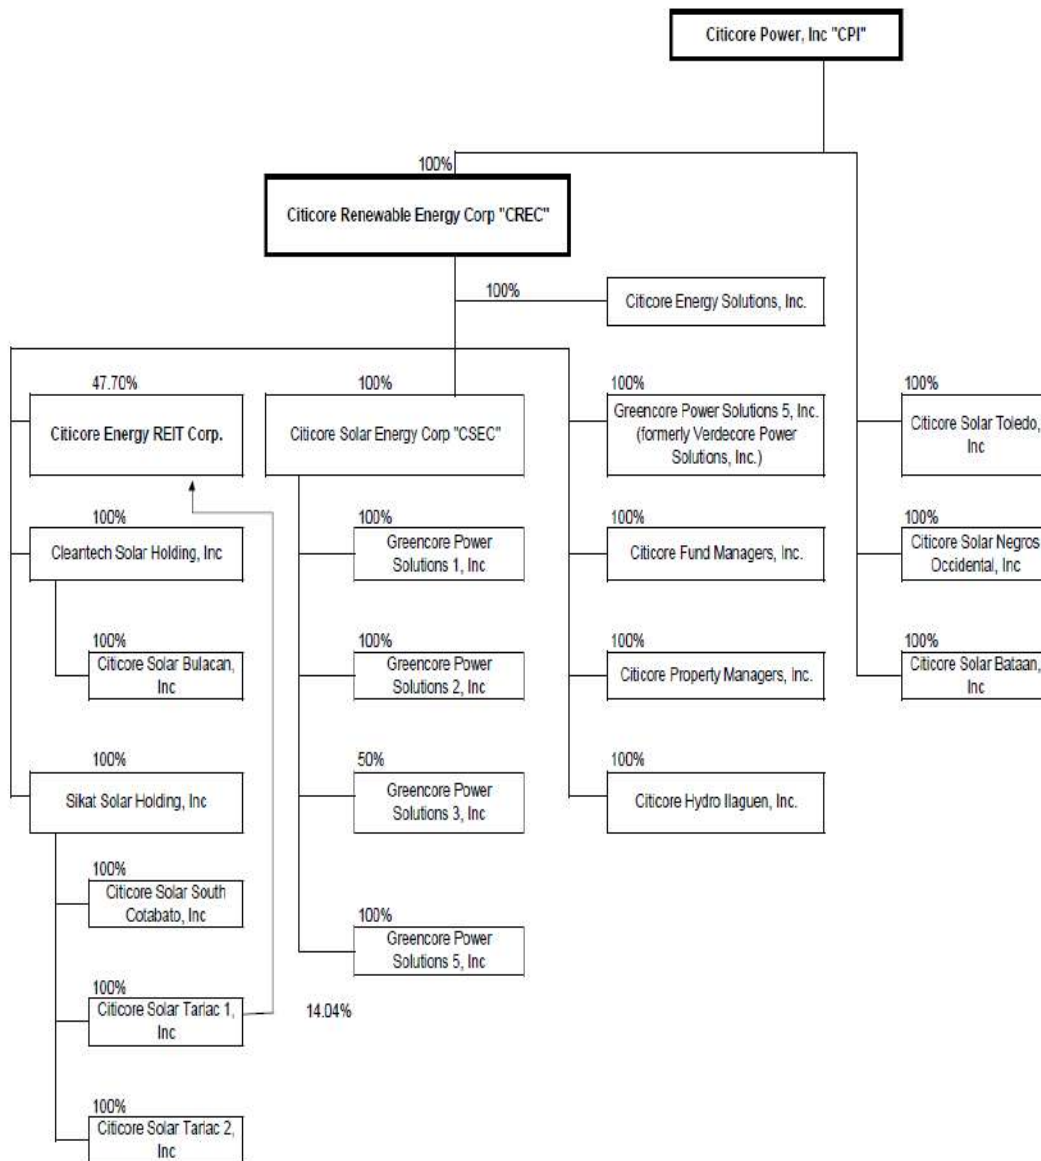 Citicore Power, Inc "CPI"
100%
Citicore Renewable Energy Corp "CREC"
100%
Citicore Energy Solutions, Inc.
47.70%
Citicore Energy REIT Corp.
100%
Citicore Solar Energy Corp "CSEC"
100%
Greencore Power Solutions 5, Inc.
(formerly Verdecore Power
Solutions, Inc.)
100%
Citicore Solar Toledo,
Inc
100%
Cleantech Solar Holding, Inc
100%
Greencore Power
Solutions 1, Inc
100%
Citicore Fund Managers, Inc.
100%
Citicore Solar Negros
Occidental, Inc
100%
Citicore Solar Bulacan,
Inc
100%
Greencore Power
Solutions 2, Inc
100%
Citicore Property Managers, Inc.
100%
Citicore Solar Bataan,
Inc
100%
Sikat Solar Holding, Inc
50%
Greencore Power
Solutions 3, Inc
100%
Citicore Hydro Ilaguen, Inc.
100%
Citicore Solar South
Cotabato, Inc
100%
Greencore Power
Solutions 5, Inc
100%
Citicore Solar Tarlac 1,
Inc
14.04%
100%
Citicore Solar Tarlac 2,
Inc